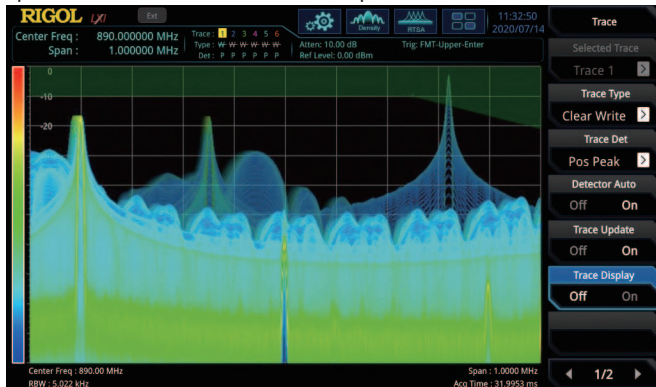 RIGOL LXI Ext
Density
RTSA
11:32:50
2020/07/14
Center Freq : 890.000000 MHz
Span : 1.000000 MHz
Trace : 1 2 3 4 5 6
Type : W W W W W W
Det : P P P P P P
Atten: 10.00 dB
Ref Level: 0.00 dBm
Trig: FMT-Upper-Enter
0
-10
-20
Center Freq : 890.00 MHz
RBW : 5.022 kHz
Span : 1.0000 MHz
Acq Time : 31.9953 ms
Trace
Selected Trace
Trace 1
Trace Type
Clear Write
Trace Det
Pos Peak
Detector Auto
Off On
Trace Update
Off On
Trace Display
Off On
1/2